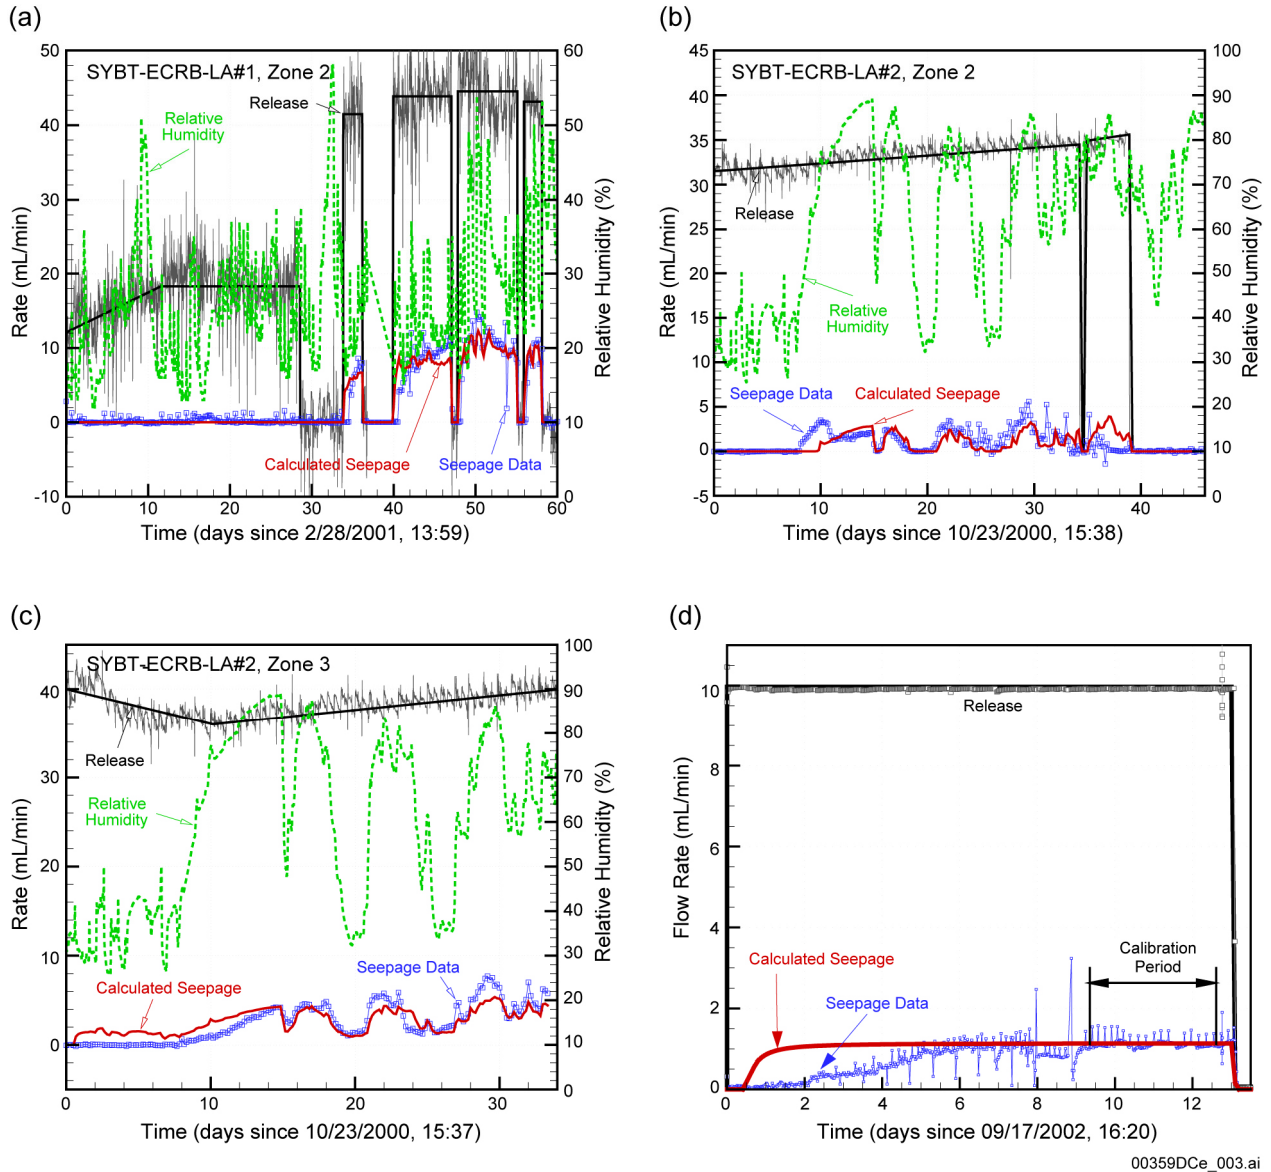 (a)
SYBT-ECRB-LA#1, Zone 2
Release
Relative
Humidity
Calculated Seepage
Seepage Data
Rate (mL/min)
50
40
30
20
10
0
-10
Relative Humidity (%)
60
50
40
30
20
10
0
0 10 20 30 40 50 60
Time (days since 2/28/2001, 13:59)
(b)
SYBT-ECRB-LA#2, Zone 2
Release
Relative
Humidity
Seepage Data
Calculated Seepage
Rate (mL/min)
45
40
35
30
25
20
15
10
5
0
-5
Relative Humidity (%)
100
90
80
70
60
50
40
30
20
10
0
0 10 20 30 40
Time (days since 10/23/2000, 15:38)
(c)
SYBT-ECRB-LA#2, Zone 3
Release
Relative
Humidity
Seepage Data
Calculated Seepage
Rate (mL/min)
40
30
20
10
0
Relative Humidity (%)
100
90
80
70
60
50
40
30
20
10
0
0 10 20 30
Time (days since 10/23/2000, 15:37)
(d)
Release
Calibration
Period
Calculated Seepage
Seepage Data
Flow Rate (mL/min)
10
8
6
4
2
0
0 2 4 6 8 10 12
Time (days since 09/17/2002, 16:20)
00359DCe_003.ai